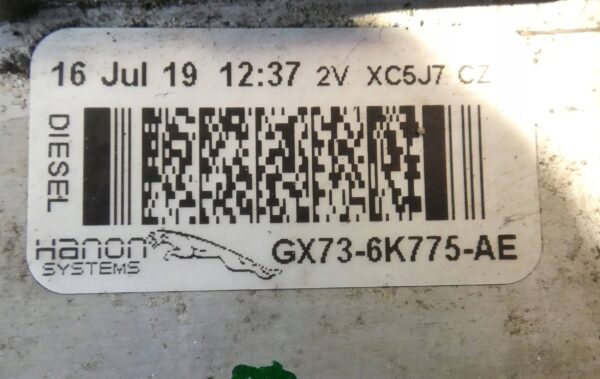 16 Jul 19 12:37 2V XC5J7 CZ
DIESEL
Hanon
SYSTEMS
GX73-6K775-AE